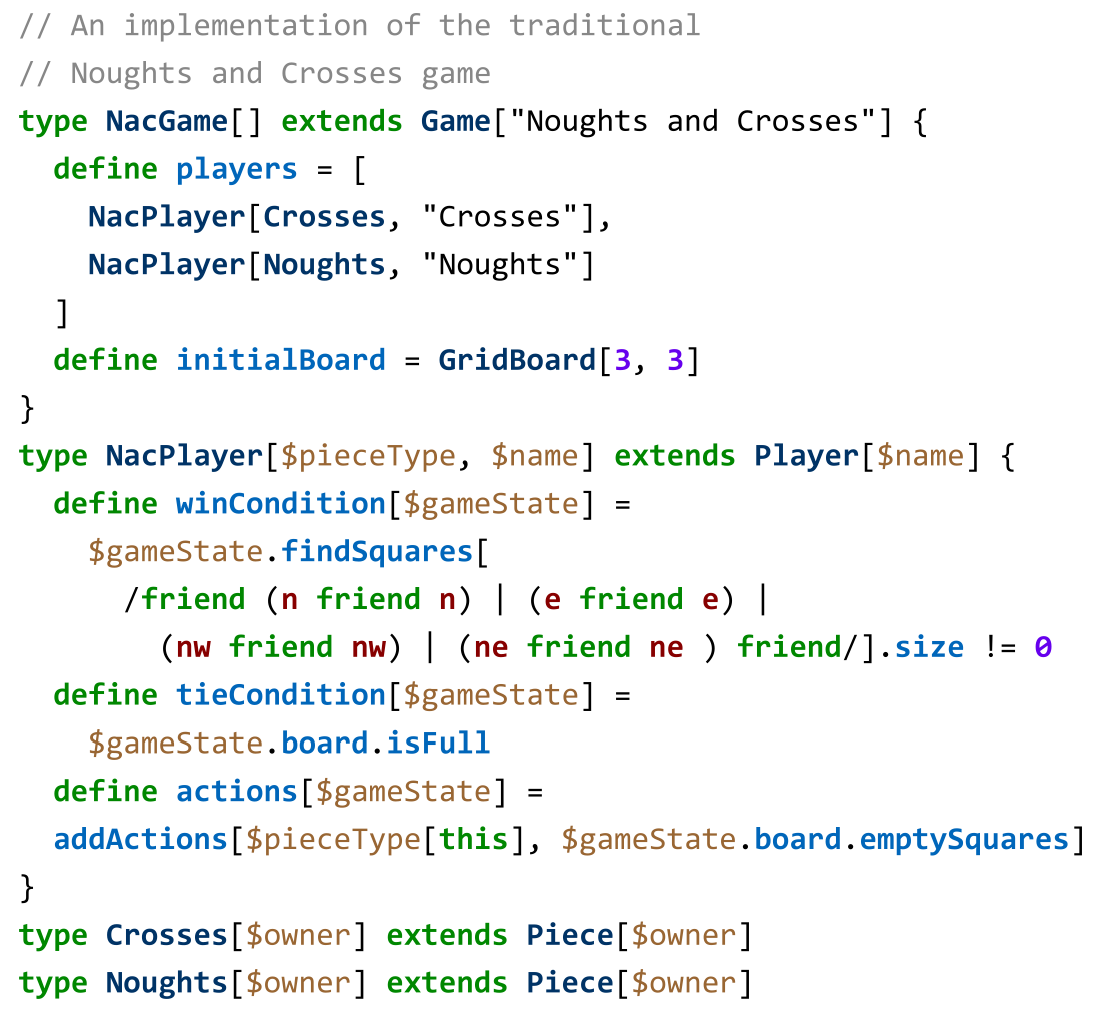 // An implementation of the traditional
// Noughts and Crosses game
type NacGame[] extends Game["Noughts and Crosses"] {
  define players = [
    NacPlayer[Crosses, "Crosses"],
    NacPlayer[Noughts, "Noughts"]
  ]
  define initialBoard = GridBoard[3, 3]
}
type NacPlayer[$pieceType, $name] extends Player[$name] {
  define winCondition[$gameState] =
    $gameState.findSquares[
      /friend (n friend n) | (e friend e) |
        (nw friend nw) | (ne friend ne ) friend/].size != 0
  define tieCondition[$gameState] =
    $gameState.board.isFull
  define actions[$gameState] =
  addActions[$pieceType[this], $gameState.board.emptySquares]
}
type Crosses[$owner] extends Piece[$owner]
type Noughts[$owner] extends Piece[$owner]